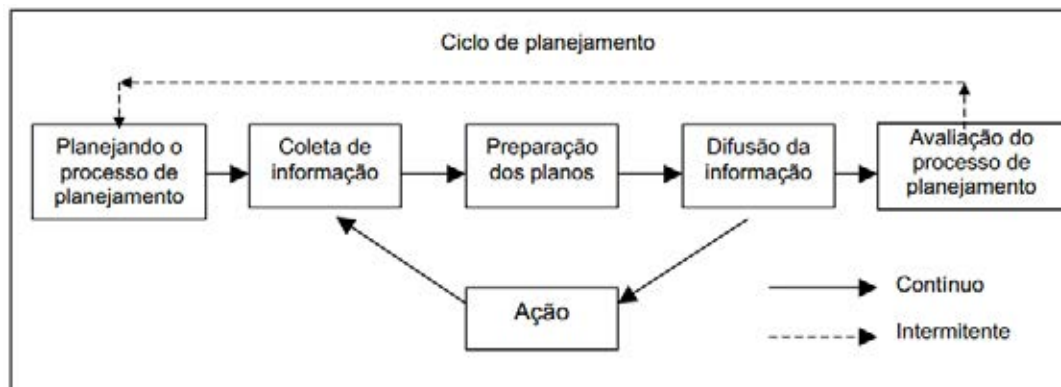 Ciclo de planejamento
Planejando o
processo de
planejamento
Coleta de
informação
Preparação
dos planos
Difusão da
informação
Avaliação do
processo de
planejamento
Ação
Contínuo
Intermitente